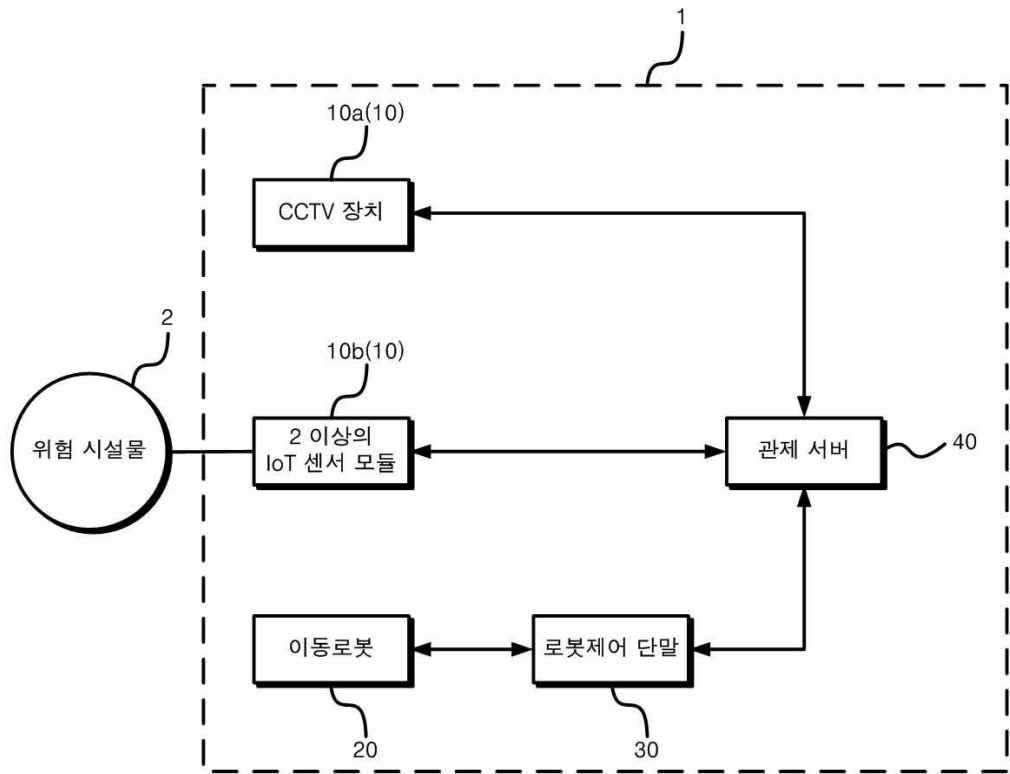 1
10a(10)
CCTV 장치
2
10b(10)
위험 시설물
2 이상의
IoT 센서 모듈
관제 서버
40
이동로봇
로봇제어 단말
20
30